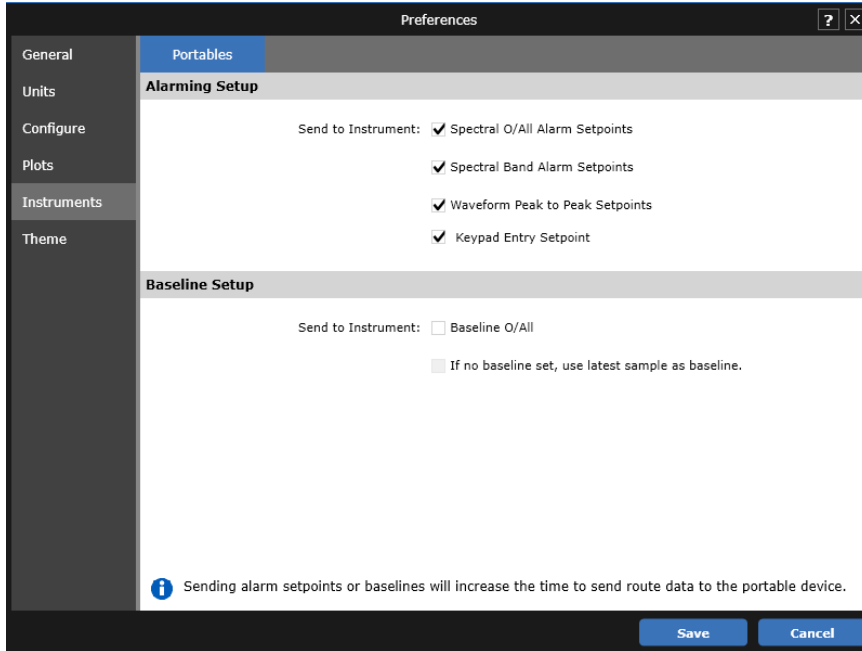 Preferences
?
General
Portables
Alarming Setup
Units
Configure
Send to Instrument: Spectral O/All Alarm Setpoints
Plots
Spectral Band Alarm Setpoints
Instruments
Waveform Peak to Peak Setpoints
Theme
Keypad Entry Setpoint
Baseline Setup
Send to Instrument: Baseline O/All
If no baseline set, use latest sample as baseline.
Sending alarm setpoints or baselines will increase the time to send route data to the portable device.
Save
Cancel